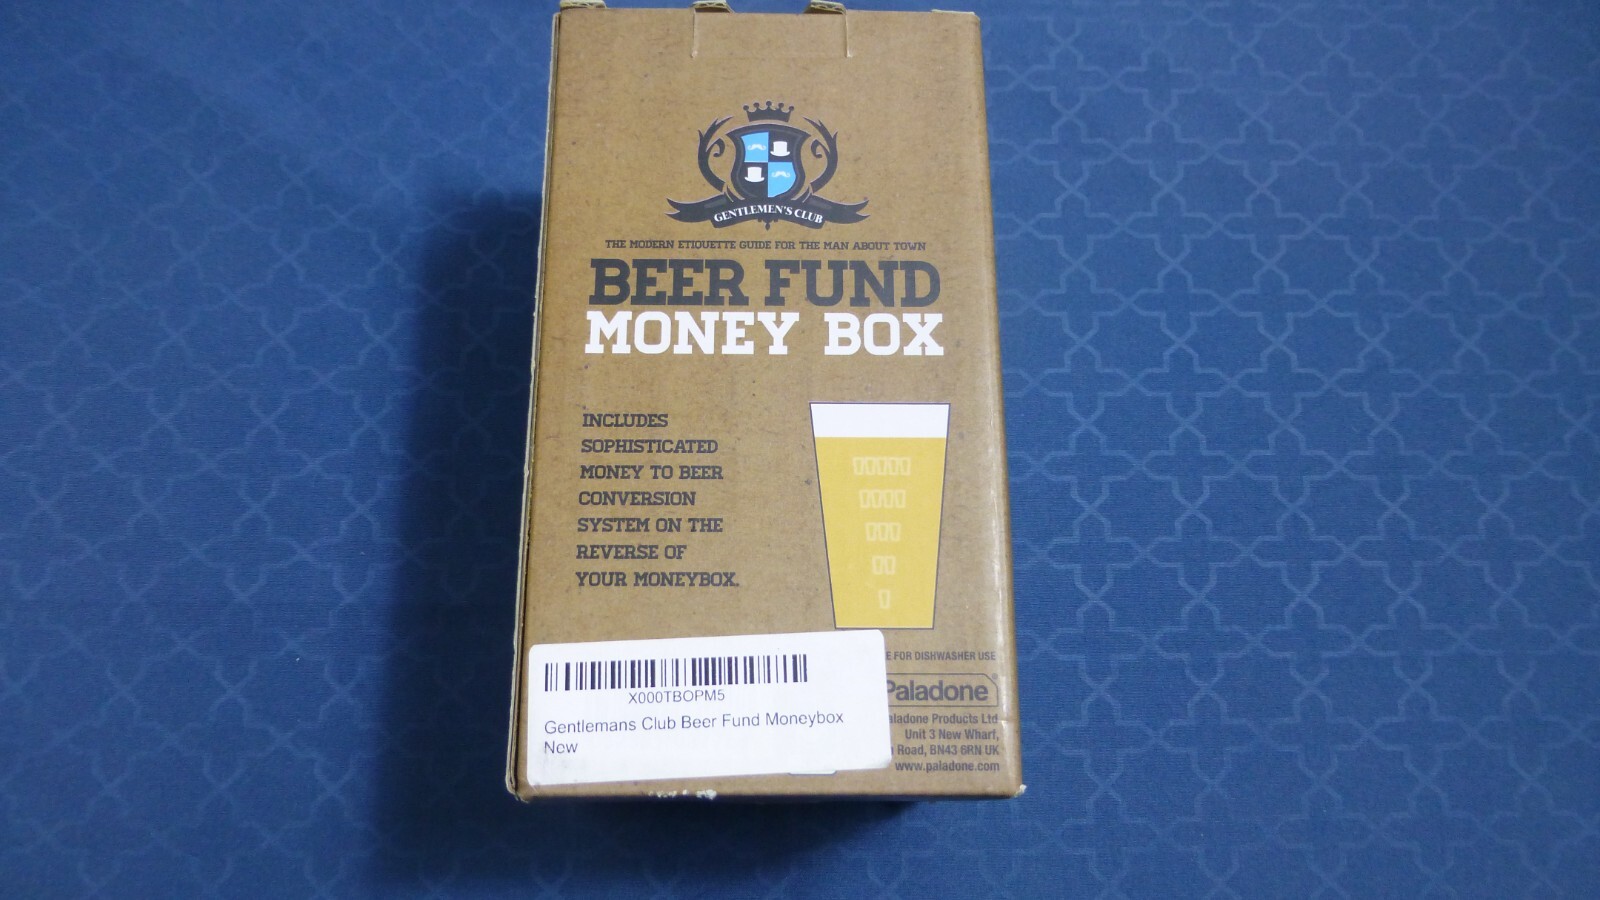 GENTLEMEN'S CLUB
THE MODERN ETIQUETTE GUIDE FOR THE MAN ABOUT TOWN
BEER FUND
MONEY BOX
INCLUDES
SOPHISTICATED
MONEY TO BEER
CONVERSION
SYSTEM ON THE
REVERSE OF
YOUR MONEYBOX.
X000TBOPM5
Gentlemans Club Beer Fund Moneybox
New
FOR DISHWASHER USE
Paladone
Products Ltd
Unit 3 New Wharf,
Road, BN43 6RN UK
www.paladone.com